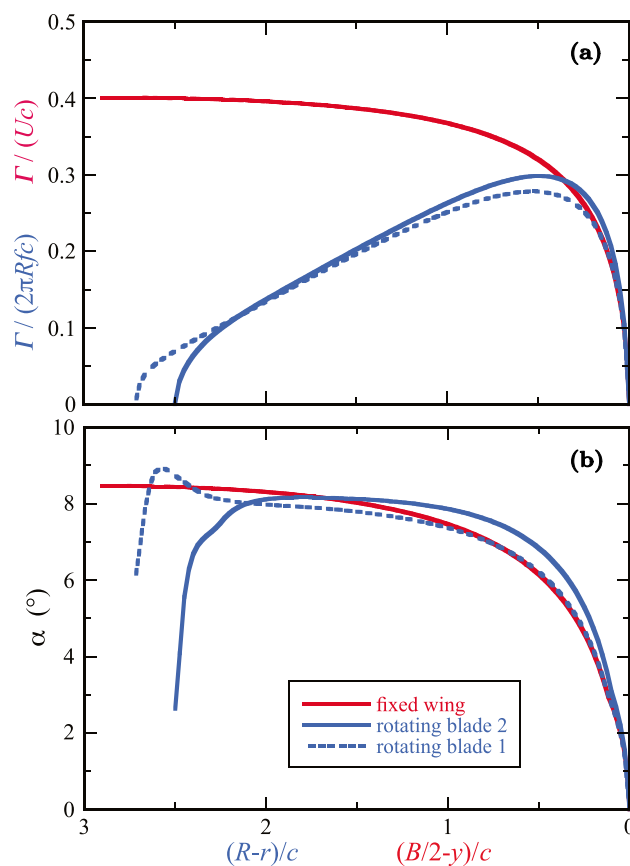 (a)
0.5
0.4
0.3
0.2
0.1
0
Γ / (Uc)
Γ / (2πRfc)
(b)
10
8
6
4
2
0
α (°)
fixed wing
rotating blade 2
rotating blade 1
3 2 1 0
(R-r)/c (B/2-y)/c